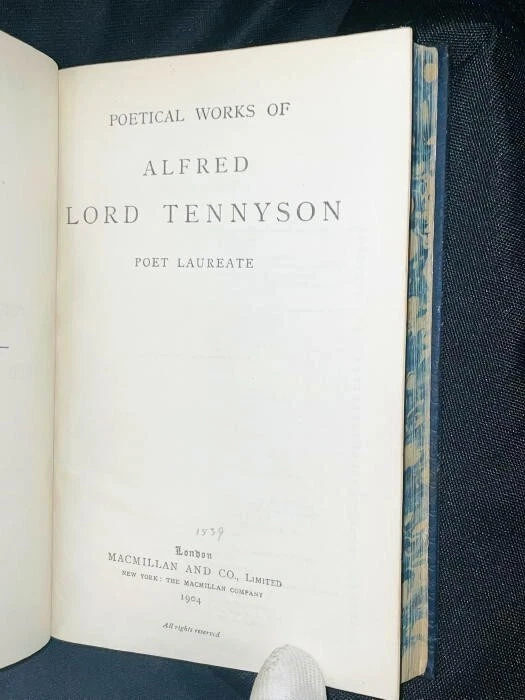 POETICAL WORKS OF
ALFRED
LORD TENNYSON
POET LAUREATE
1539
London
MACMILLAN AND CO., LIMITED
NEW YORK: THE MACMILLAN COMPANY
1904
All rights reserved